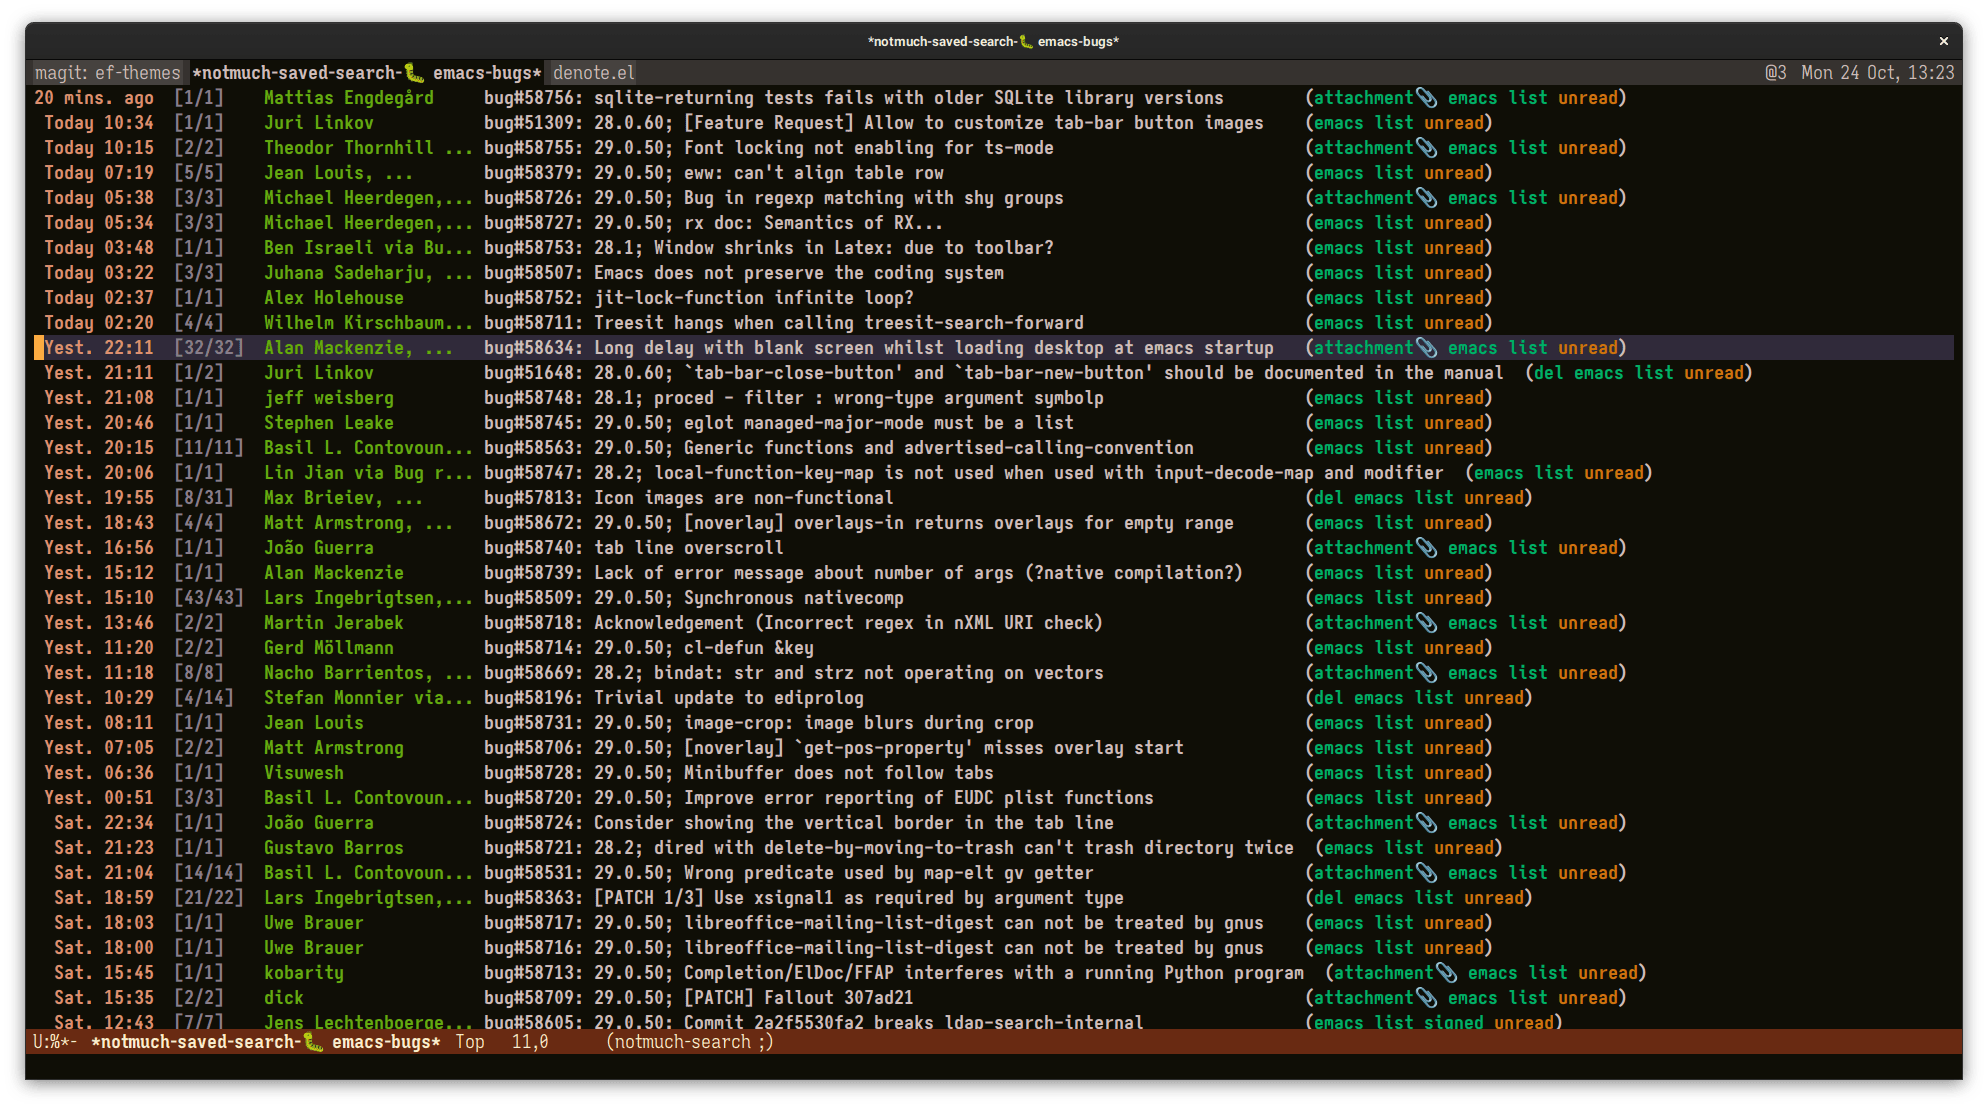 *notmuch-saved-search-🐛 emacs-bugs* ×
magit: ef-themes *notmuch-saved-search-🐛 emacs-bugs* denote.el @3 Mon 24 Oct, 13:23
20 mins. ago [1/1] Mattias Engdegård bug#58756: sqlite-returning tests fails with older SQLite library versions (attachment📎 emacs list unread)
Today 10:34 [1/1] Juri Linkov bug#51309: 28.0.60; [Feature Request] Allow to customize tab-bar button images (emacs list unread)
Today 10:15 [2/2] Theodor Thornhill ... bug#58755: 29.0.50; Font locking not enabling for ts-mode (attachment📎 emacs list unread)
Today 07:19 [5/5] Jean Louis, ... bug#58379: 29.0.50; eww: can't align table row (emacs list unread)
Today 05:38 [3/3] Michael Heerdegen,... bug#58726: 29.0.50; Bug in regexp matching with shy groups (attachment📎 emacs list unread)
Today 05:34 [3/3] Michael Heerdegen,... bug#58727: 29.0.50; rx doc: Semantics of RX... (emacs list unread)
Today 03:48 [1/1] Ben Israeli via Bu... bug#58753: 28.1; Window shrinks in Latex: due to toolbar? (emacs list unread)
Today 03:22 [3/3] Juhana Sadeharju, ... bug#58507: Emacs does not preserve the coding system (emacs list unread)
Today 02:37 [1/1] Alex Holehouse bug#58752: jit-lock-function infinite loop? (emacs list unread)
Today 02:20 [4/4] Wilhelm Kirschbaum... bug#58711: Treesit hangs when calling treesit-search-forward (emacs list unread)
Yest. 22:11 [32/32] Alan Mackenzie, ... bug#58634: Long delay with blank screen whilst loading desktop at emacs startup (attachment📎 emacs list unread)
Yest. 21:11 [1/2] Juri Linkov bug#51648: 28.0.60; `tab-bar-close-button' and `tab-bar-new-button' should be documented in the manual (del emacs list unread)
Yest. 21:08 [1/1] jeff weisberg bug#58748: 28.1; proced - filter : wrong-type argument symbolp (emacs list unread)
Yest. 20:46 [1/1] Stephen Leake bug#58745: 29.0.50; eglot managed-major-mode must be a list (emacs list unread)
Yest. 20:15 [11/11] Basil L. Contovoun... bug#58563: 29.0.50; Generic functions and advertised-calling-convention (emacs list unread)
Yest. 20:06 [1/1] Lin Jian via Bug r... bug#58747: 28.2; local-function-key-map is not used when used with input-decode-map and modifier (emacs list unread)
Yest. 19:55 [8/31] Max Brieiev, ... bug#57813: Icon images are non-functional (del emacs list unread)
Yest. 18:43 [4/4] Matt Armstrong, ... bug#58672: 29.0.50; [noverlay] overlays-in returns overlays for empty range (emacs list unread)
Yest. 16:56 [1/1] João Guerra bug#58740: tab line overscroll (attachment📎 emacs list unread)
Yest. 15:12 [1/1] Alan Mackenzie bug#58739: Lack of error message about number of args (?native compilation?) (emacs list unread)
Yest. 15:10 [43/43] Lars Ingebrigtsen,... bug#58509: 29.0.50; Synchronous nativecomp (emacs list unread)
Yest. 13:46 [2/2] Martin Jerabek bug#58718: Acknowledgement (Incorrect regex in nXML URI check) (attachment📎 emacs list unread)
Yest. 11:20 [2/2] Gerd Möllmann bug#58714: 29.0.50; cl-defun &key (emacs list unread)
Yest. 11:18 [8/8] Nacho Barrientos, ... bug#58669: 28.2; bindat: str and strz not operating on vectors (attachment📎 emacs list unread)
Yest. 10:29 [4/14] Stefan Monnier via... bug#58196: Trivial update to ediprolog (del emacs list unread)
Yest. 08:11 [1/1] Jean Louis bug#58731: 29.0.50; image-crop: image blurs during crop (emacs list unread)
Yest. 07:05 [2/2] Matt Armstrong bug#58706: 29.0.50; [noverlay] `get-pos-property' misses overlay start (emacs list unread)
Yest. 06:36 [1/1] Visuwesh bug#58728: 29.0.50; Minibuffer does not follow tabs (emacs list unread)
Yest. 00:51 [3/3] Basil L. Contovoun... bug#58720: 29.0.50; Improve error reporting of EUDC plist functions (emacs list unread)
Sat. 22:34 [1/1] João Guerra bug#58724: Consider showing the vertical border in the tab line (attachment📎 emacs list unread)
Sat. 21:23 [1/1] Gustavo Barros bug#58721: 28.2; dired with delete-by-moving-to-trash can't trash directory twice (emacs list unread)
Sat. 21:04 [14/14] Basil L. Contovoun... bug#58531: 29.0.50; Wrong predicate used by map-elt gv getter (attachment📎 emacs list unread)
Sat. 18:59 [21/22] Lars Ingebrigtsen,... bug#58363: [PATCH 1/3] Use xsignal1 as required by argument type (del emacs list unread)
Sat. 18:03 [1/1] Uwe Brauer bug#58717: 29.0.50; libreoffice-mailing-list-digest can not be treated by gnus (emacs list unread)
Sat. 18:00 [1/1] Uwe Brauer bug#58716: 29.0.50; libreoffice-mailing-list-digest can not be treated by gnus (emacs list unread)
Sat. 15:45 [1/1] kobarity bug#58713: 29.0.50; Completion/ElDoc/FFAP interferes with a running Python program (attachment📎 emacs list unread)
Sat. 15:35 [2/2] dick bug#58709: 29.0.50; [PATCH] Fallout 307ad21 (attachment📎 emacs list unread)
Sat. 12:43 [7/7] Jens Lechtenboerge... bug#58605: 29.0.50: Commit 2a2f5530fa2 breaks ldap-search-internal (emacs list signed unread)
U:%*- *notmuch-saved-search-🐛 emacs-bugs* Top 11,0 (notmuch-search ;)